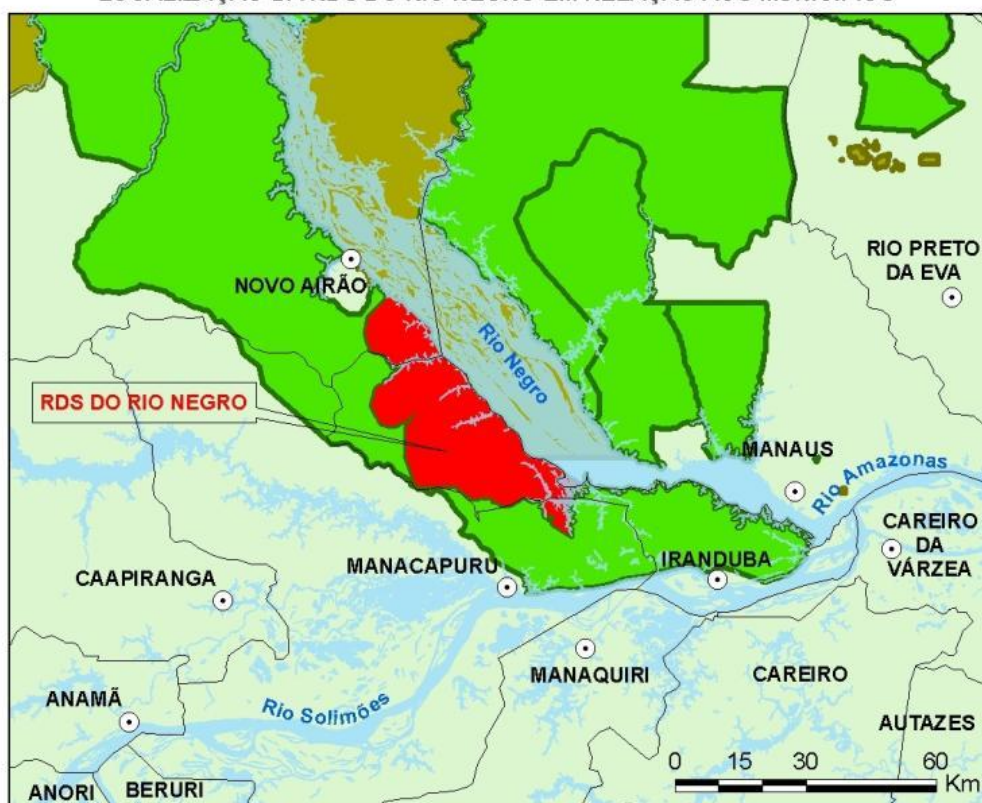 NOVO AIRÃO
RIO PRETO
DA EVA
Rio Negro
RDS DO RIO NEGRO
MANAUS
Rio Amazonas
CAREIRO
DA
VÁRZEA
IRANDUBA
MANACAPURU
CAAPIRANGA
MANAQUIRI
CAREIRO
ANAMÃ
Rio Solimões
AUTAZES
ANORI
BERURI
0 15 30 60
Km